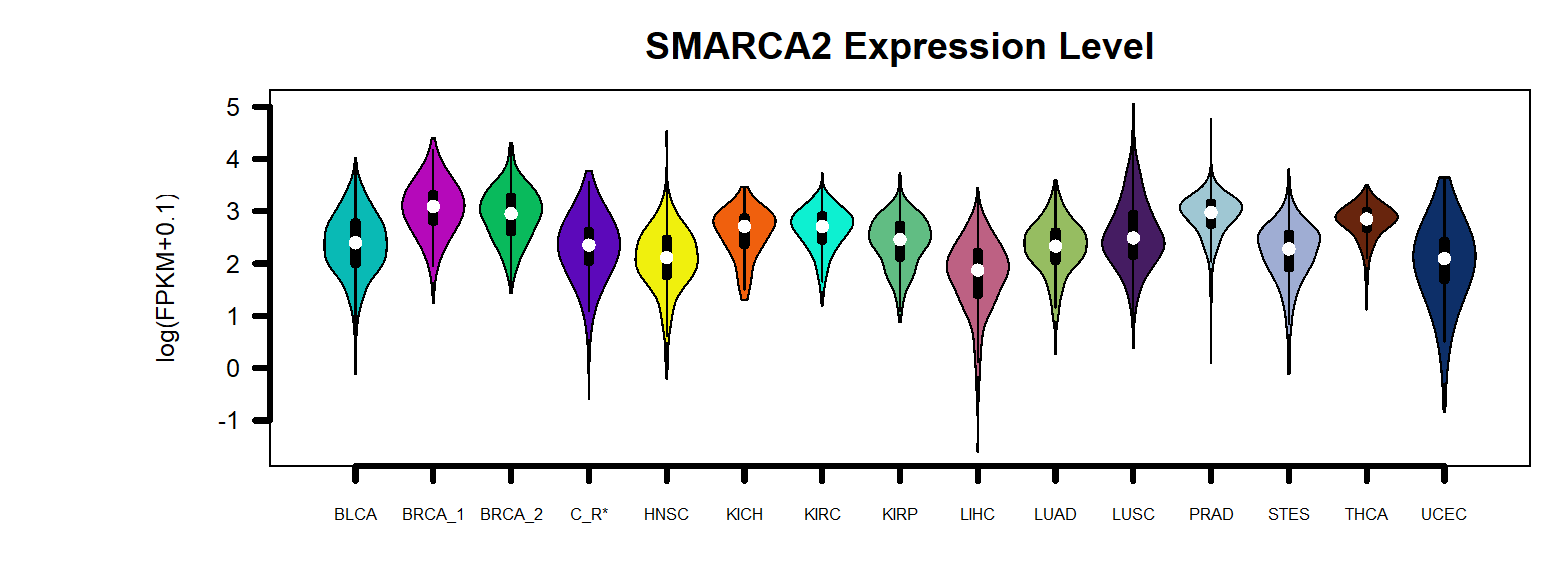 SMARCA2 Expression Level
log(FPKM+0.1)
5
4
3
2
1
0
-1
BLCA BRCA_1 BRCA_2 C_R* HNSC KICH KIRC KIRP LIHC LUAD LUSC PRAD STES THCA UCEC